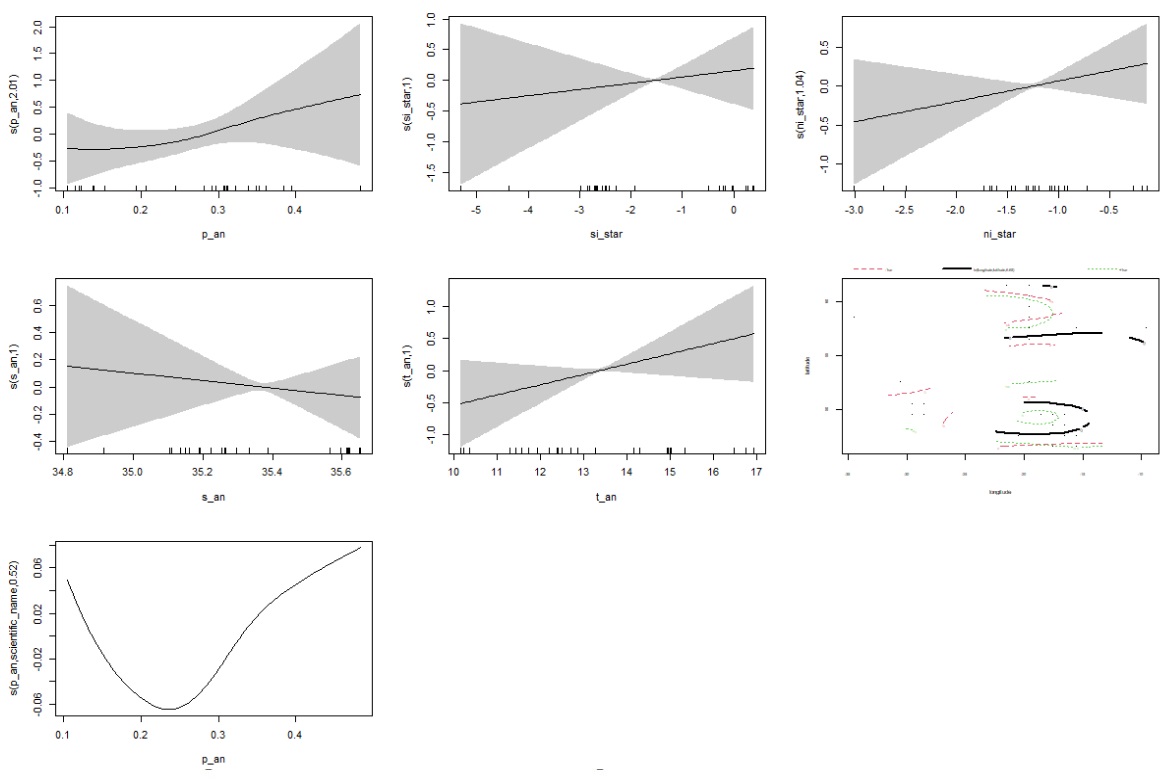 s(p_an,2.01)
2.0
1.5
1.0
0.5
0.0
-0.5
-1.0
0.1 0.2 0.3 0.4
p_an
s(si_star,1)
1.0
0.5
0.0
-0.5
-1.0
-1.5
-5 -4 -3 -2 -1 0
si_star
s(ni_star,1.04)
0.5
0.0
-0.5
-1.0
-3.0 -2.5 -2.0 -1.5 -1.0 -0.5
ni_star
s(s_an,1)
0.6
0.4
0.2
0.0
-0.2
-0.4
34.8 35.0 35.2 35.4 35.6
s_an
s(t_an,1)
1.0
0.5
0.0
-0.5
-1.0
10 11 12 13 14 15 16 17
t_an
latitude
longitude
s(p_an,scientific_name,0.52)
0.06
0.02
-0.02
-0.06
0.1 0.2 0.3 0.4
p_an